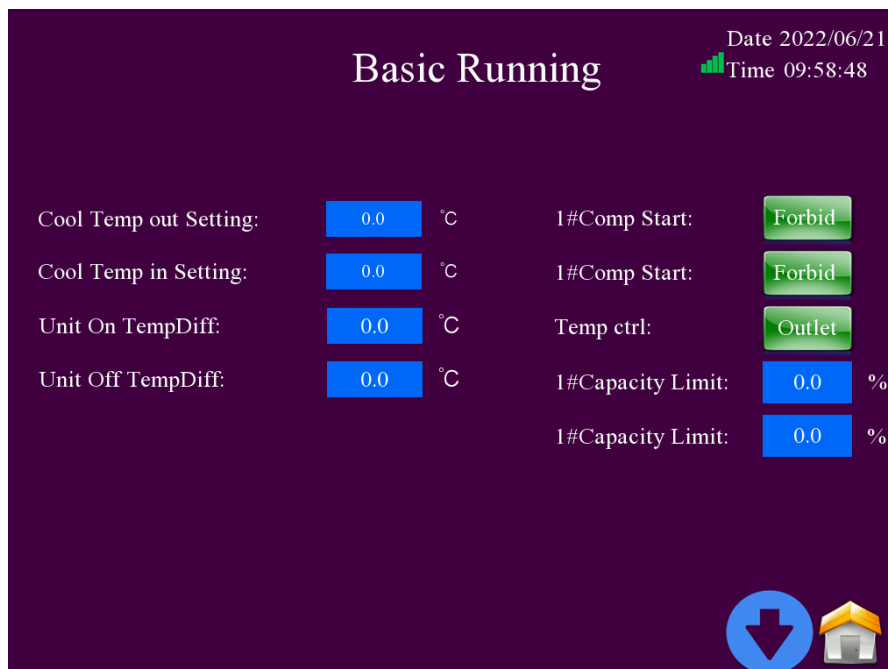 Basic Running
Date 2022/06/21
Time 09:58:48
Cool Temp out Setting: 0.0 ℃ 1#Comp Start: Forbid
Cool Temp in Setting: 0.0 ℃ 1#Comp Start: Forbid
Unit On TempDiff: 0.0 ℃ Temp ctrl: Outlet
Unit Off TempDiff: 0.0 ℃ 1#Capacity Limit: 0.0 %
1#Capacity Limit: 0.0 %